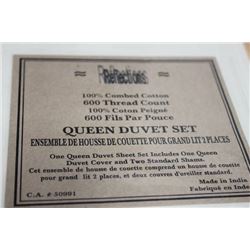 Reflections
100% Combed Cotton
600 Thread Count
100% Coton Peigné
600 Fils Par Pouce
QUEEN DUVET SET
ENSEMBLE DE HOUSSE DE COUETTE POUR GRAND LIT 2 PLACES
One Queen Duvet Sheet Set Includes One Queen
Duvet Cover and Two Standard Shams.
Cet ensemble de housse de couette comprend un housse de couette
pour grand lit 2 places, et deux couvers d'oreiller standard.
Made in India
C.A. # 50991
Fabriqué en Inde